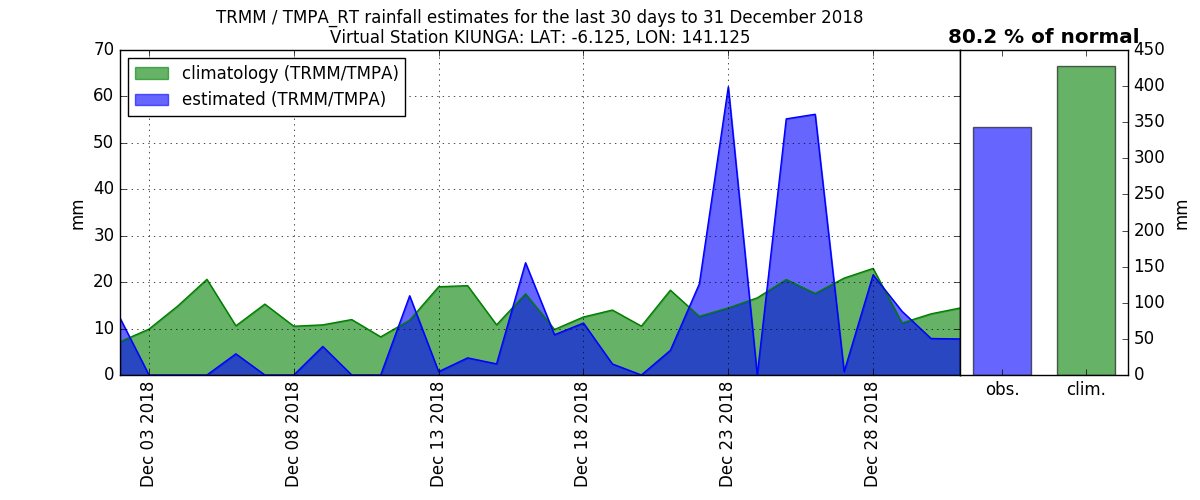 TRMM / TMPA_RT rainfall estimates for the last 30 days to 31 December 2018
Virtual Station KIUNGA: LAT: -6.125, LON: 141.125
80.2 % of normal
climatology (TRMM/TMPA)
estimated (TRMM/TMPA)
70
60
50
40
30
20
10
0
mm
Dec 03 2018
Dec 08 2018
Dec 13 2018
Dec 18 2018
Dec 23 2018
Dec 28 2018
450
400
350
300
250
200
150
100
50
0
mm
obs.
clim.